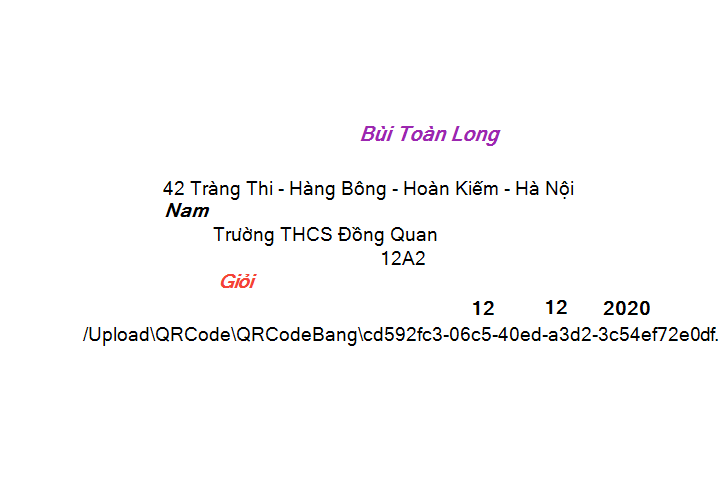 Bùi Toàn Long
42 Tràng Thi - Hàng Bông - Hoàn Kiếm - Hà Nội
Nam
Trường THCS Đồng Quan
12A2
Giỏi
12 12 2020
/Upload\QRCode\QRCodeBang\cd592fc3-06c5-40ed-a3d2-3c54ef72e0df.